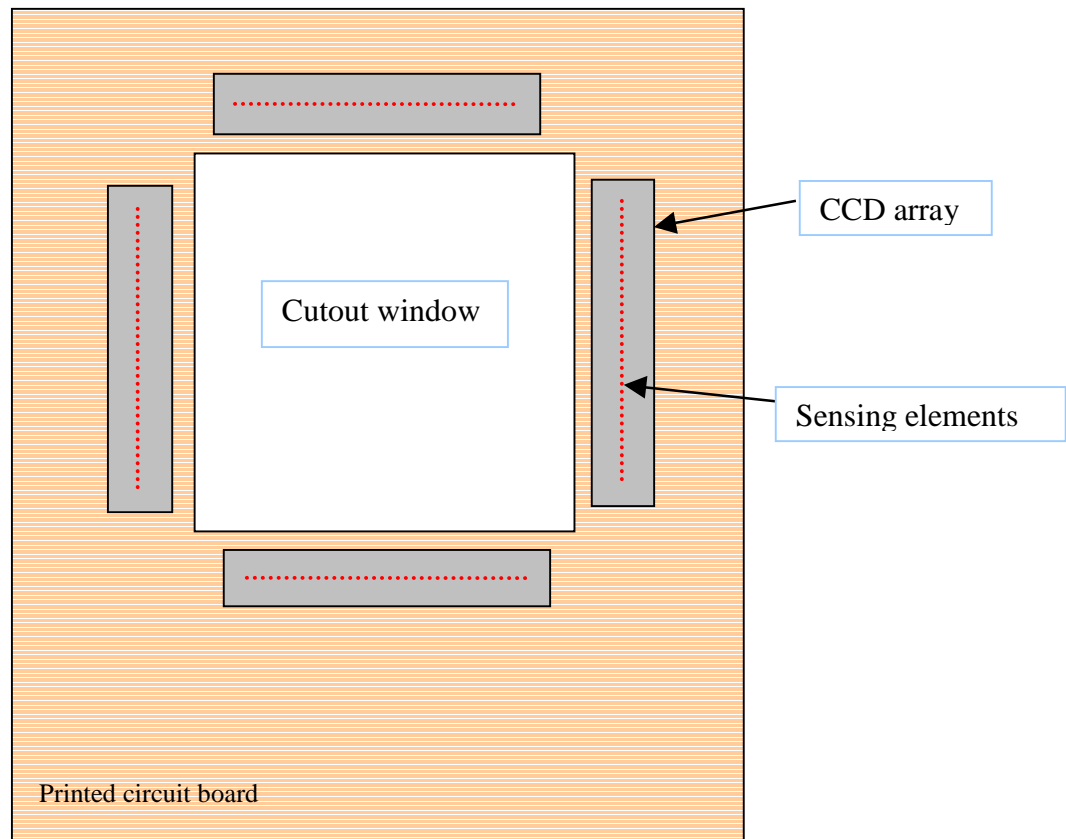 CCD array
Cutout window
Sensing elements
Printed circuit board